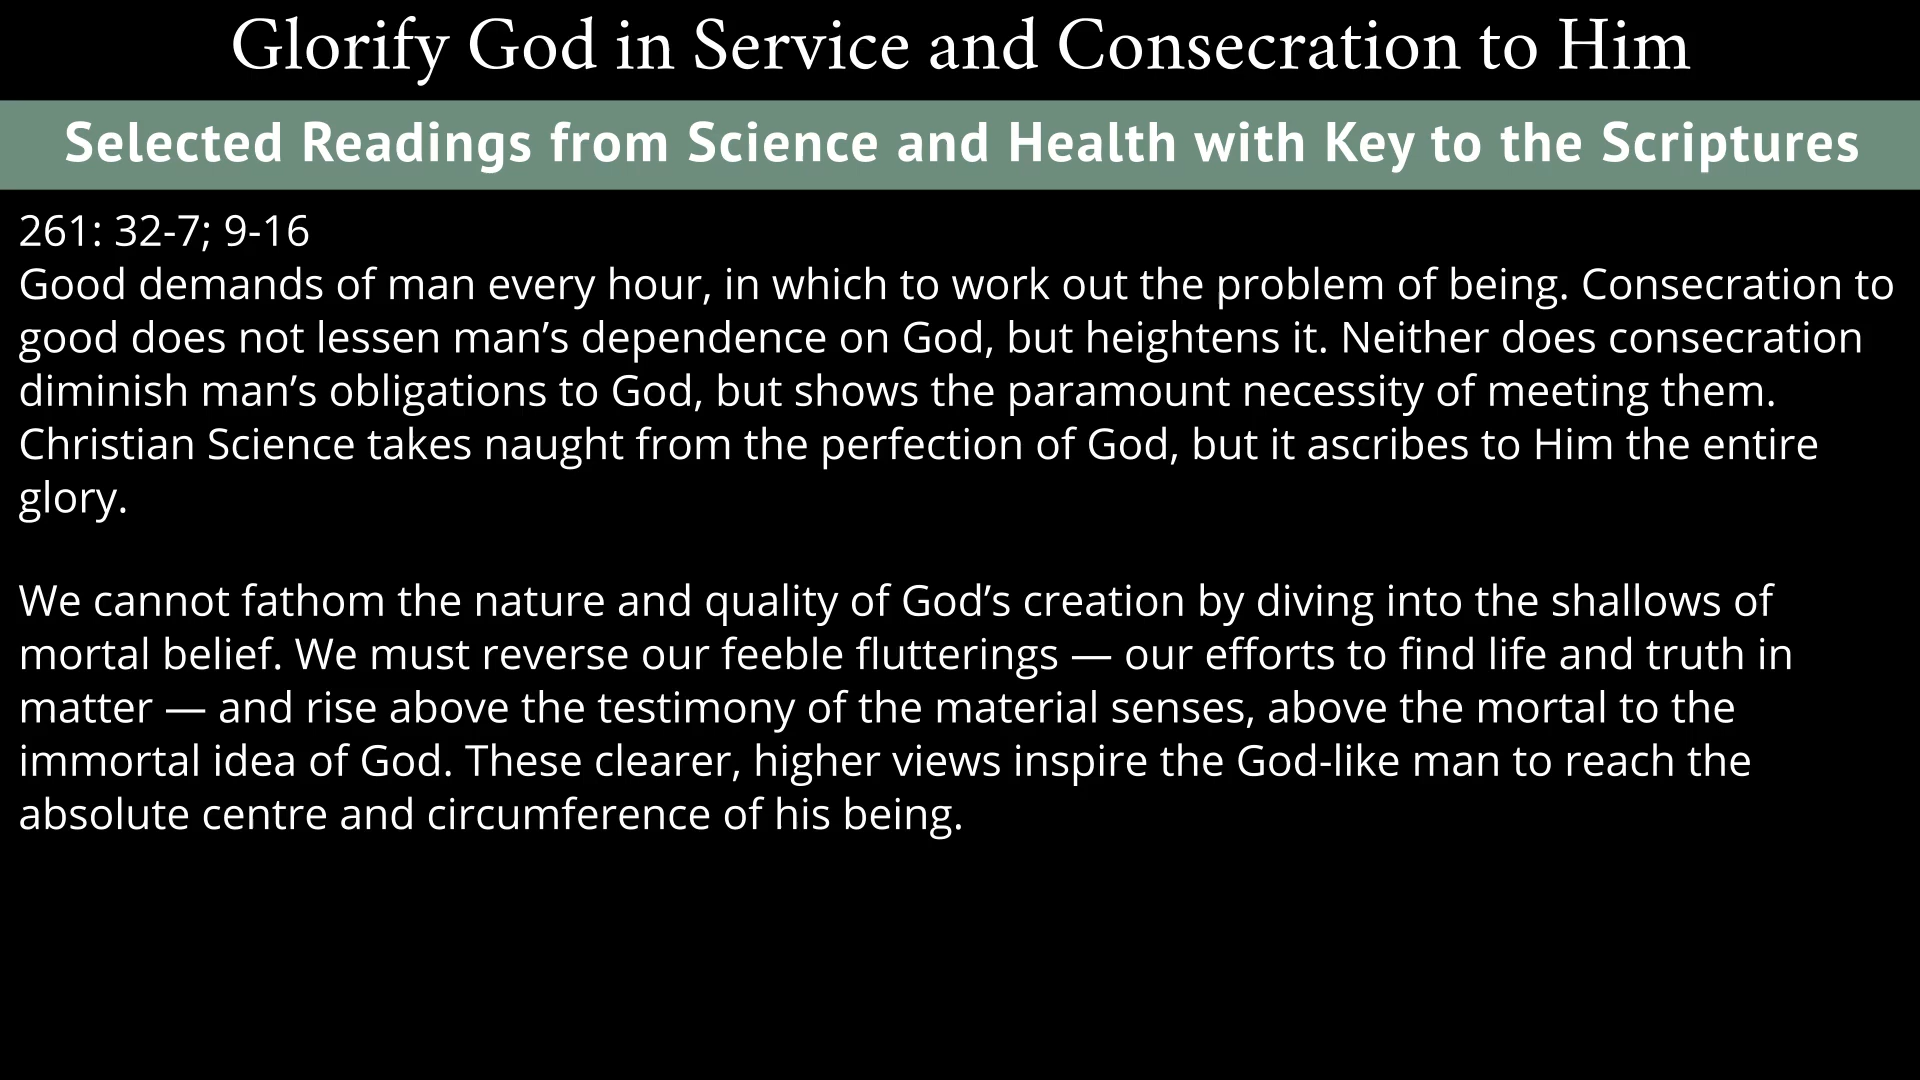 Glorify God in Service and Consecration to Him
Selected Readings from Science and Health with Key to the Scriptures
261: 32-7; 9-16
Good demands of man every hour, in which to work out the problem of being. Consecration to
good does not lessen man’s dependence on God, but heightens it. Neither does consecration
diminish man’s obligations to God, but shows the paramount necessity of meeting them.
Christian Science takes naught from the perfection of God, but it ascribes to Him the entire
glory.
We cannot fathom the nature and quality of God’s creation by diving into the shallows of
mortal belief. We must reverse our feeble flutterings — our efforts to find life and truth in
matter — and rise above the testimony of the material senses, above the mortal to the
immortal idea of God. These clearer, higher views inspire the God-like man to reach the
absolute centre and circumference of his being.